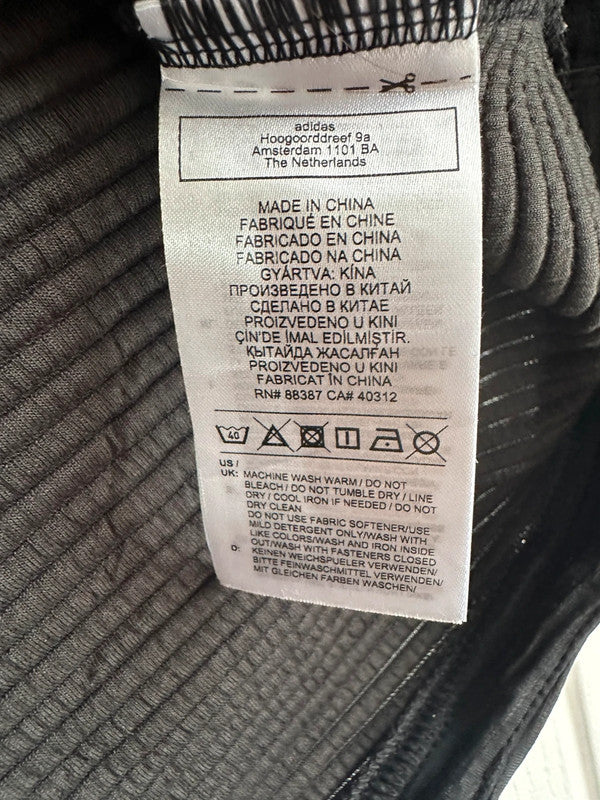 adidas
Hoogoorddreef 9a
Amsterdam 1101 BA
The Netherlands
MADE IN CHINA
FABRIQUÉ EN CHINE
FABRICADO EN CHINA
FABRICADO NA CHINA
GYÁRTVA: KÍNA
ПРОИЗВЕДЕНО В КИТАЙ
СДЕЛАНО В КИТАЕ
PROIZVEDENO U KINI
ÇIN'DE İMAL EDİLMİŞTİR.
ҚЫТАЙДА ЖАСАЛҒАН
PROIZVEDENO U KINI
FABRICAT ÎN CHINA
RN# 88387 CA# 40312
40
US /
UK: MACHINE WASH WARM / DO NOT
BLEACH / DO NOT TUMBLE DRY / LINE
DRY / COOL IRON IF NEEDED / DO NOT
DRY CLEAN
DO NOT USE FABRIC SOFTENER/USE
MILD DETERGENT ONLY/WASH WITH
LIKE COLORS/WASH AND IRON INSIDE
OUT/WASH WITH FASTENERS CLOSED
D: KEINEN WEICHSPUELER VERWENDEN/
BITTE FEINWASCHMITTEL VERWENDEN/
MIT GLEICHEN FARBEN WASCHEN/